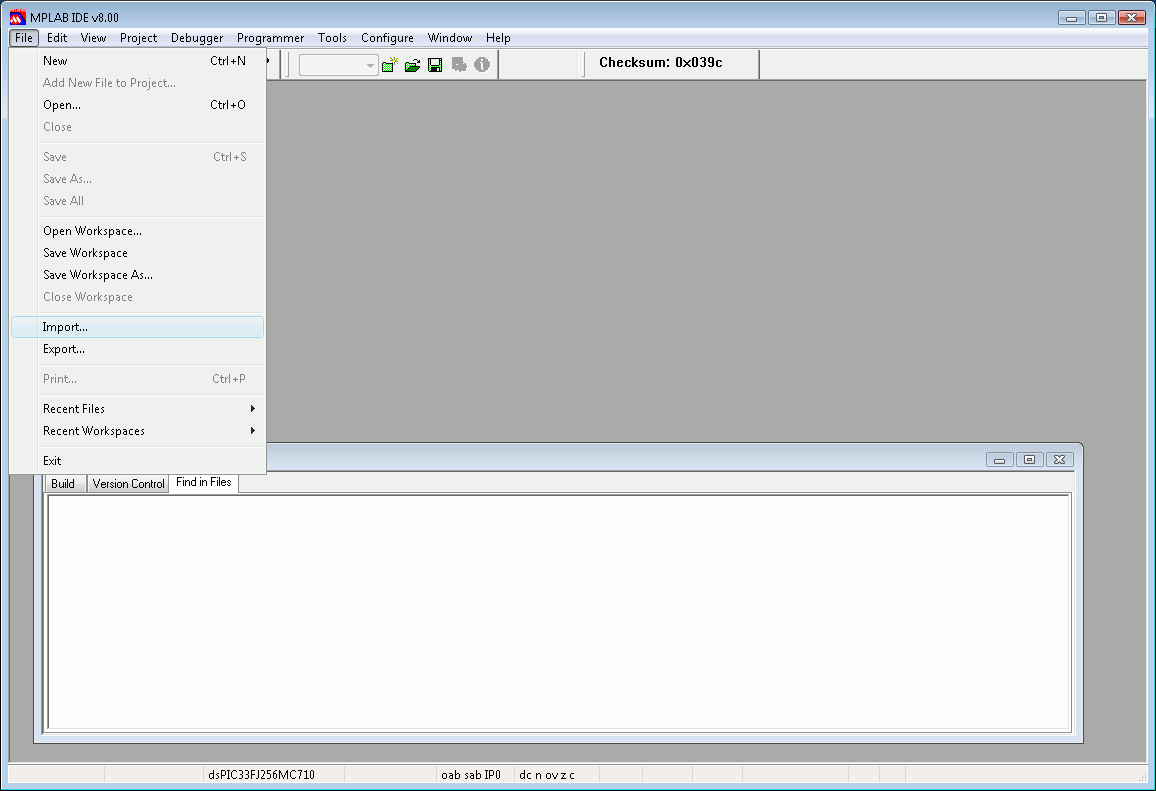 MPLAB IDE v8.00
File Edit View Project Debugger Programmer Tools Configure Window Help
Checksum: 0x039c
New Ctrl+N
Add New File to Project...
Open... Ctrl+O
Close
Save Ctrl+S
Save As...
Save All
Open Workspace...
Save Workspace
Save Workspace As...
Close Workspace
Import...
Export...
Print... Ctrl+P
Recent Files
Recent Workspaces
Exit
Build Version Control Find in Files
dsPIC33FJ256MC710 oab sab IP0 dc n ov z c